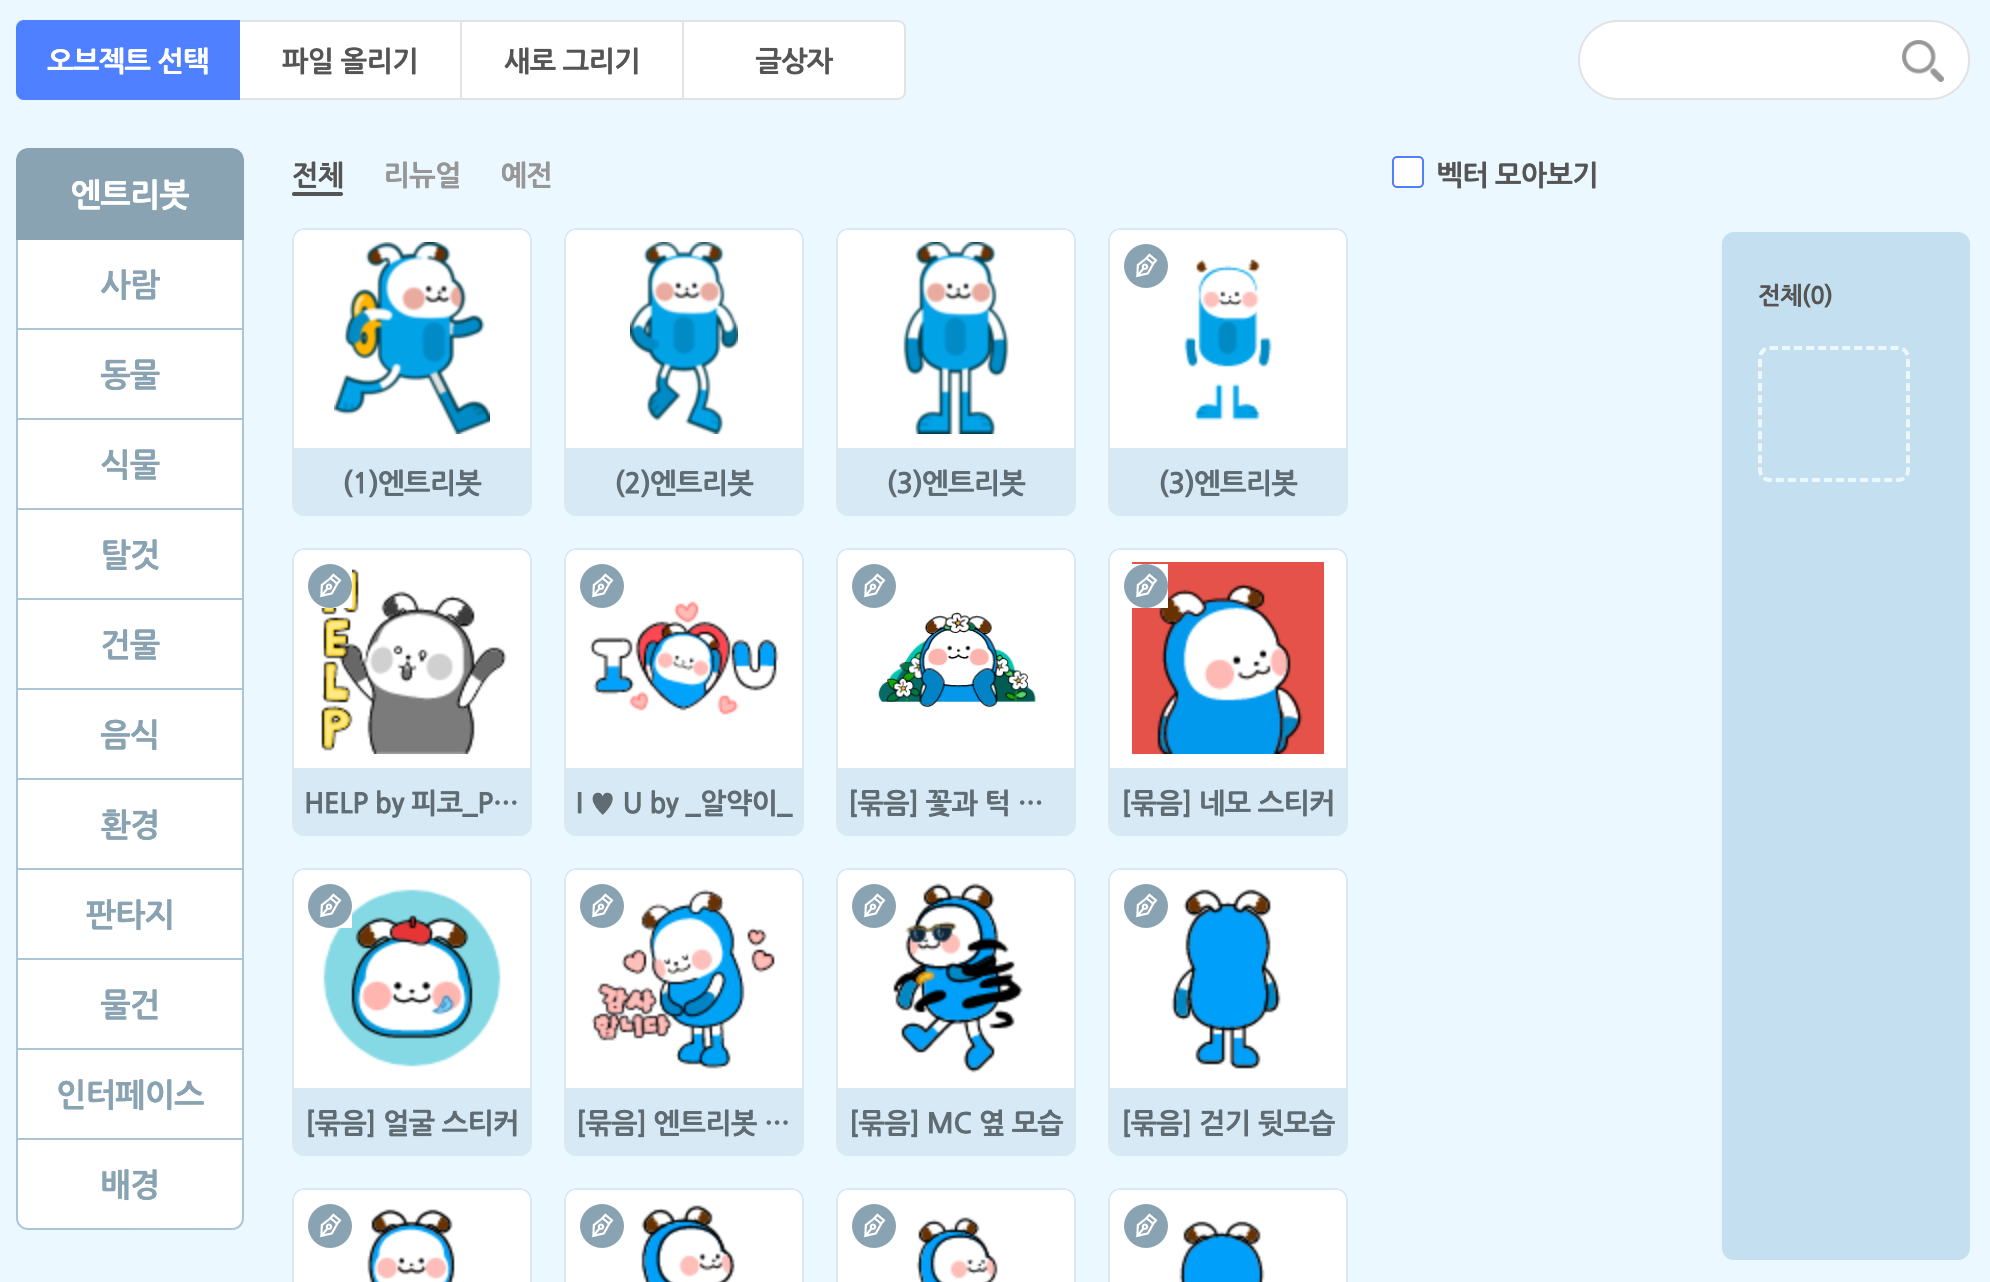 오브젝트 선택
파일 올리기
새로 그리기
글상자
엔트리봇
사람
동물
식물
탈것
건물
음식
환경
판타지
물건
인터페이스
배경
전체
리뉴얼
예전
벡터 모아보기
(1)엔트리봇
(2)엔트리봇
(3)엔트리봇
(3)엔트리봇
HELP
I U
HELP by 피코_P…
I ♥ U by _알약이_
[묶음] 꽃과 턱 …
[묶음] 네모 스티커
감사
합니다
[묶음] 얼굴 스티커
[묶음] 엔트리봇 …
[묶음] MC 옆 모습
[묶음] 걷기 뒷모습
전체(0)